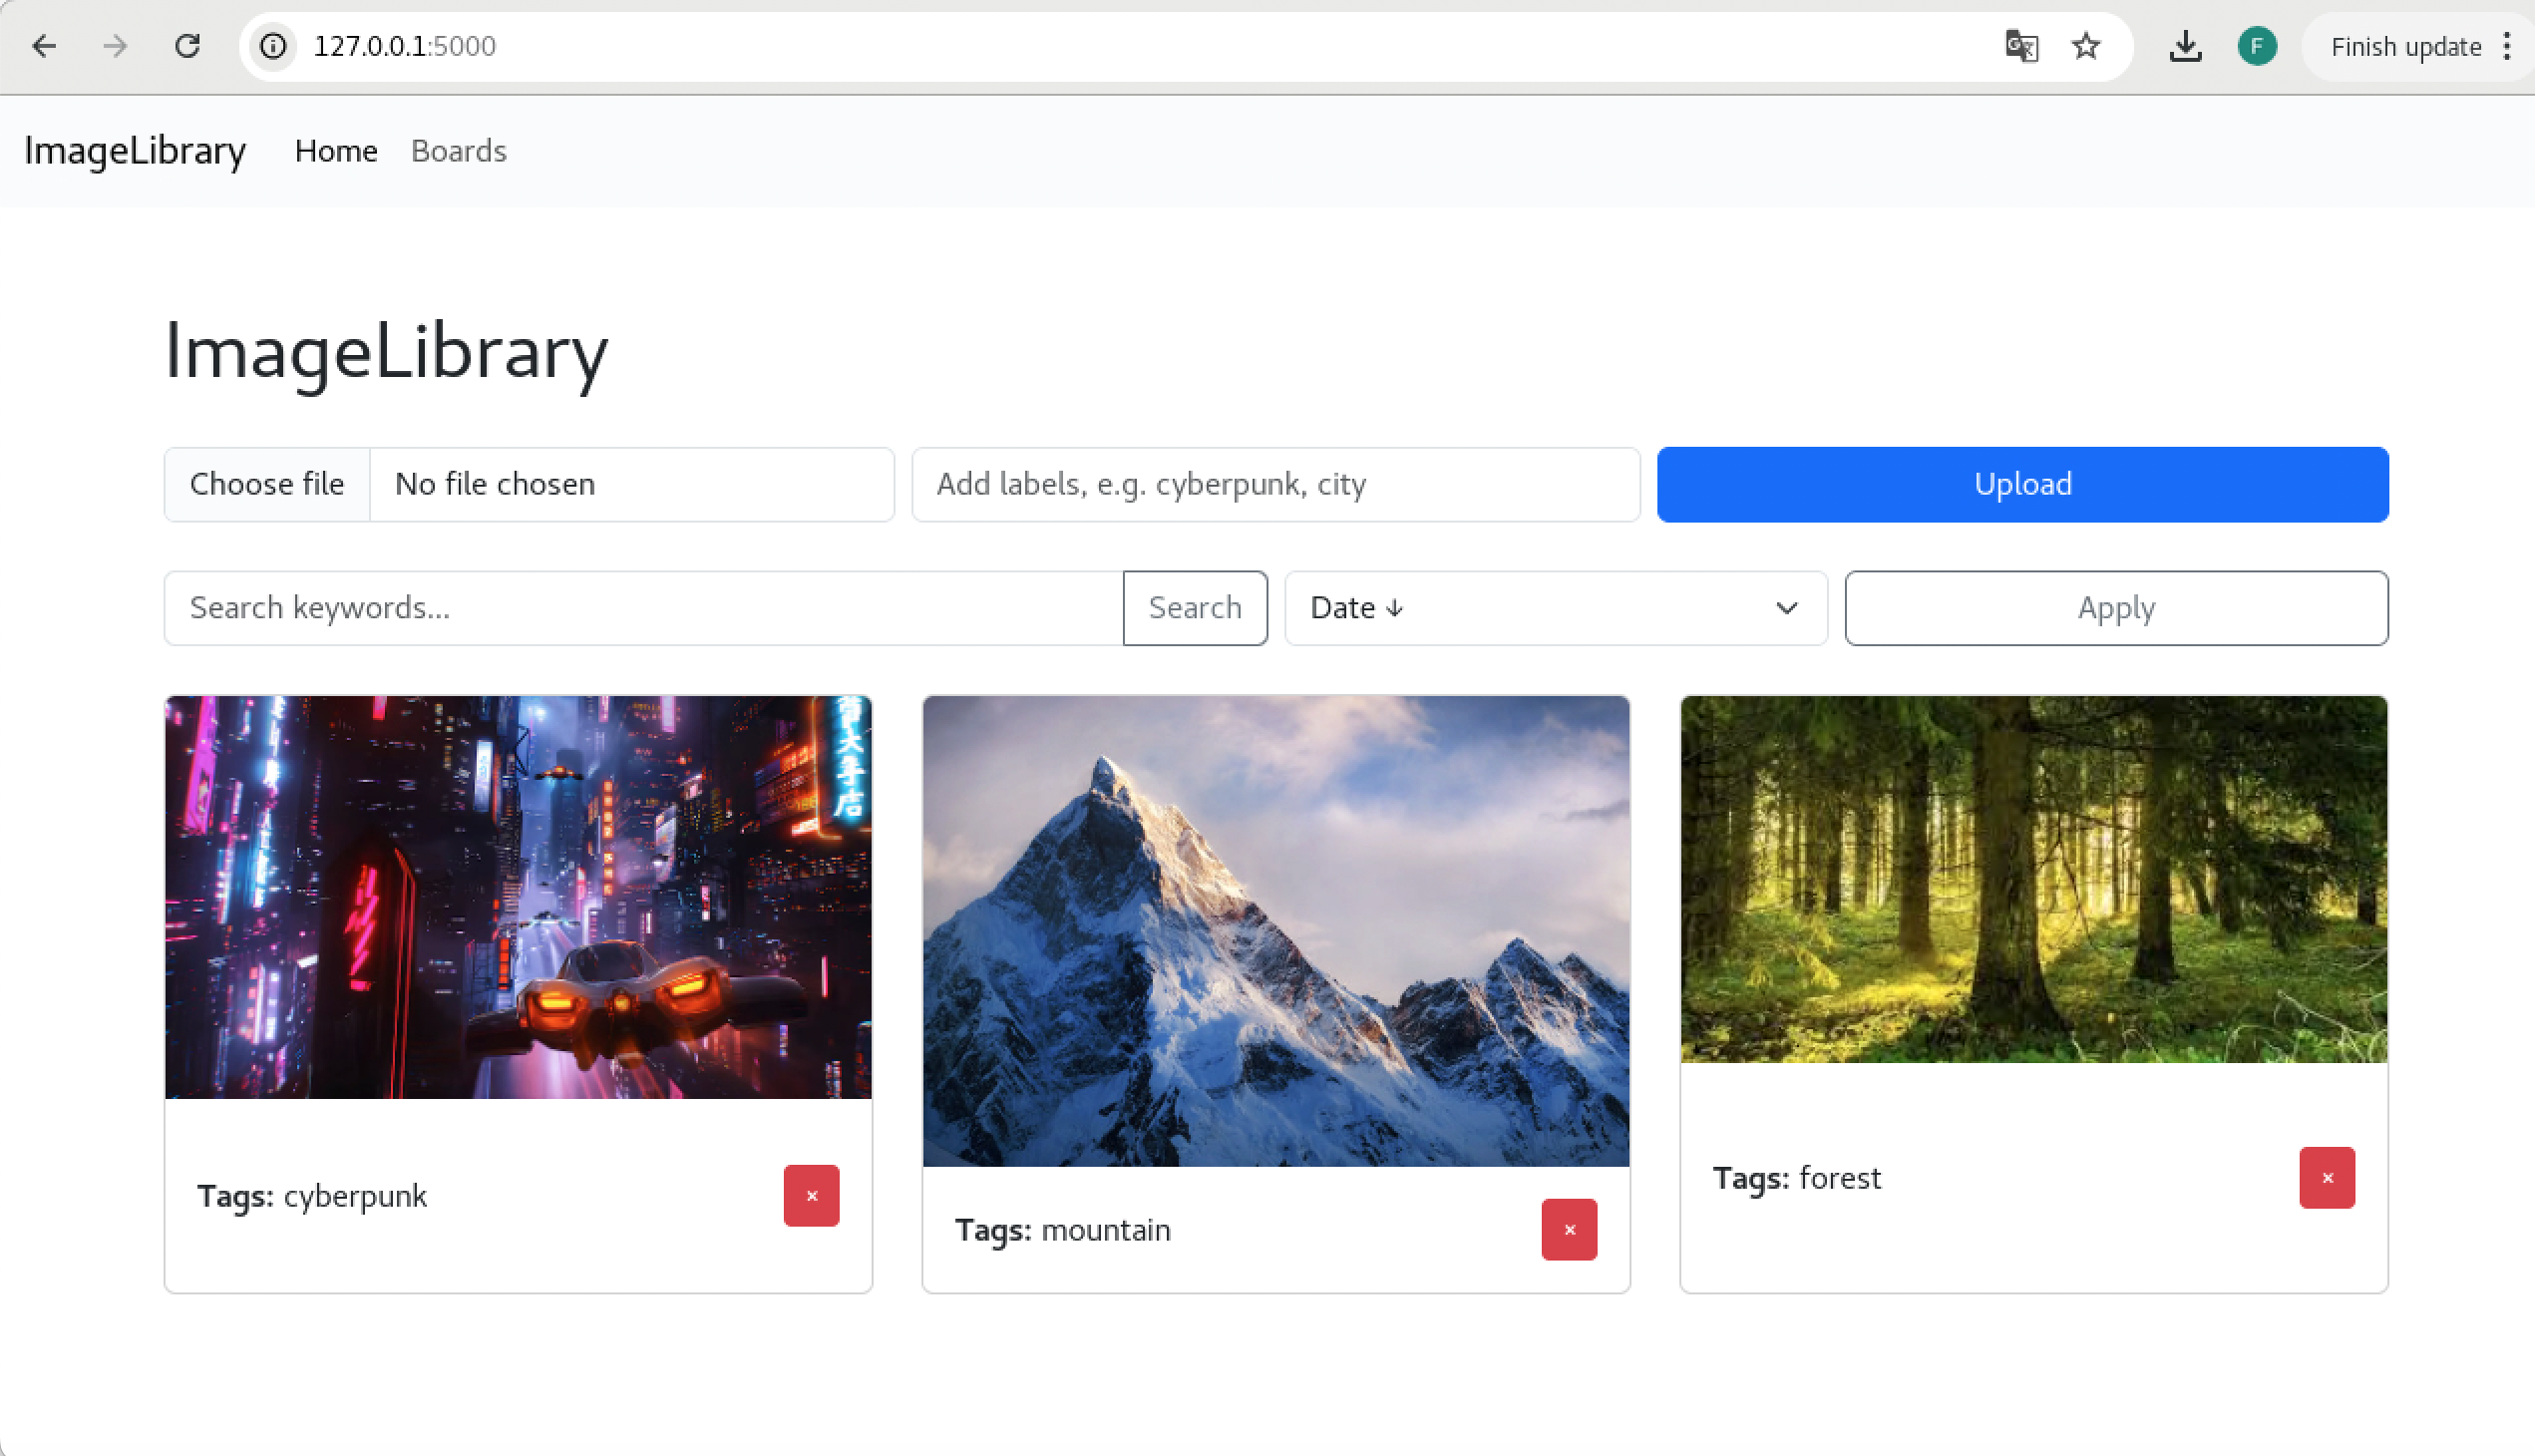 127.0.0.1:5000
F
Finish update
ImageLibrary Home Boards
ImageLibrary
Choose file No file chosen Add labels, e.g. cyberpunk, city Upload
Search keywords... Search Date ↓ Apply
Tags: cyberpunk ×
Tags: mountain ×
Tags: forest ×